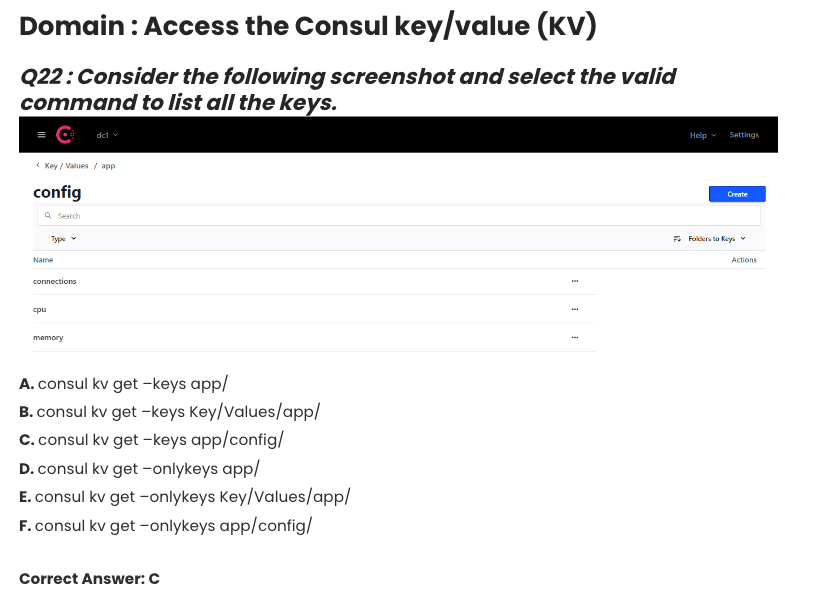 Domain : Access the Consul key/value (KV)
Q22 : Consider the following screenshot and select the valid
command to list all the keys.
dc1
Help
Settings
Key / Values / app
config
Create
Search
Type
Folders to Keys
Name
Actions
connections
cpu
memory
A. consul kv get –keys app/
B. consul kv get –keys Key/Values/app/
C. consul kv get –keys app/config/
D. consul kv get –onlykeys app/
E. consul kv get –onlykeys Key/Values/app/
F. consul kv get –onlykeys app/config/
Correct Answer: C